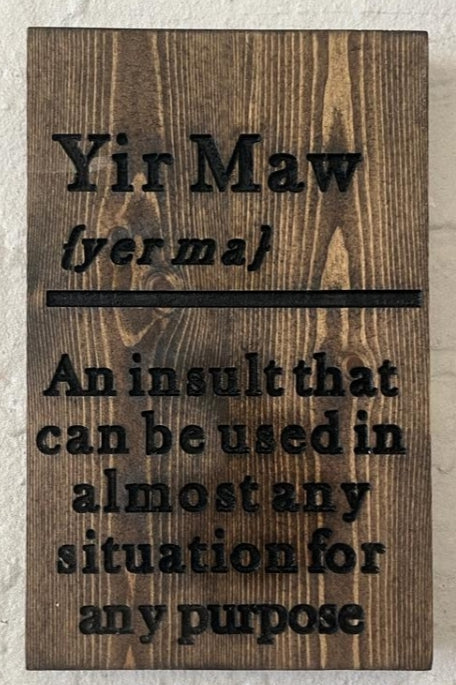 Yir Maw
{yer ma}
An insult that
can be used in
almost any
situation for
any purpose